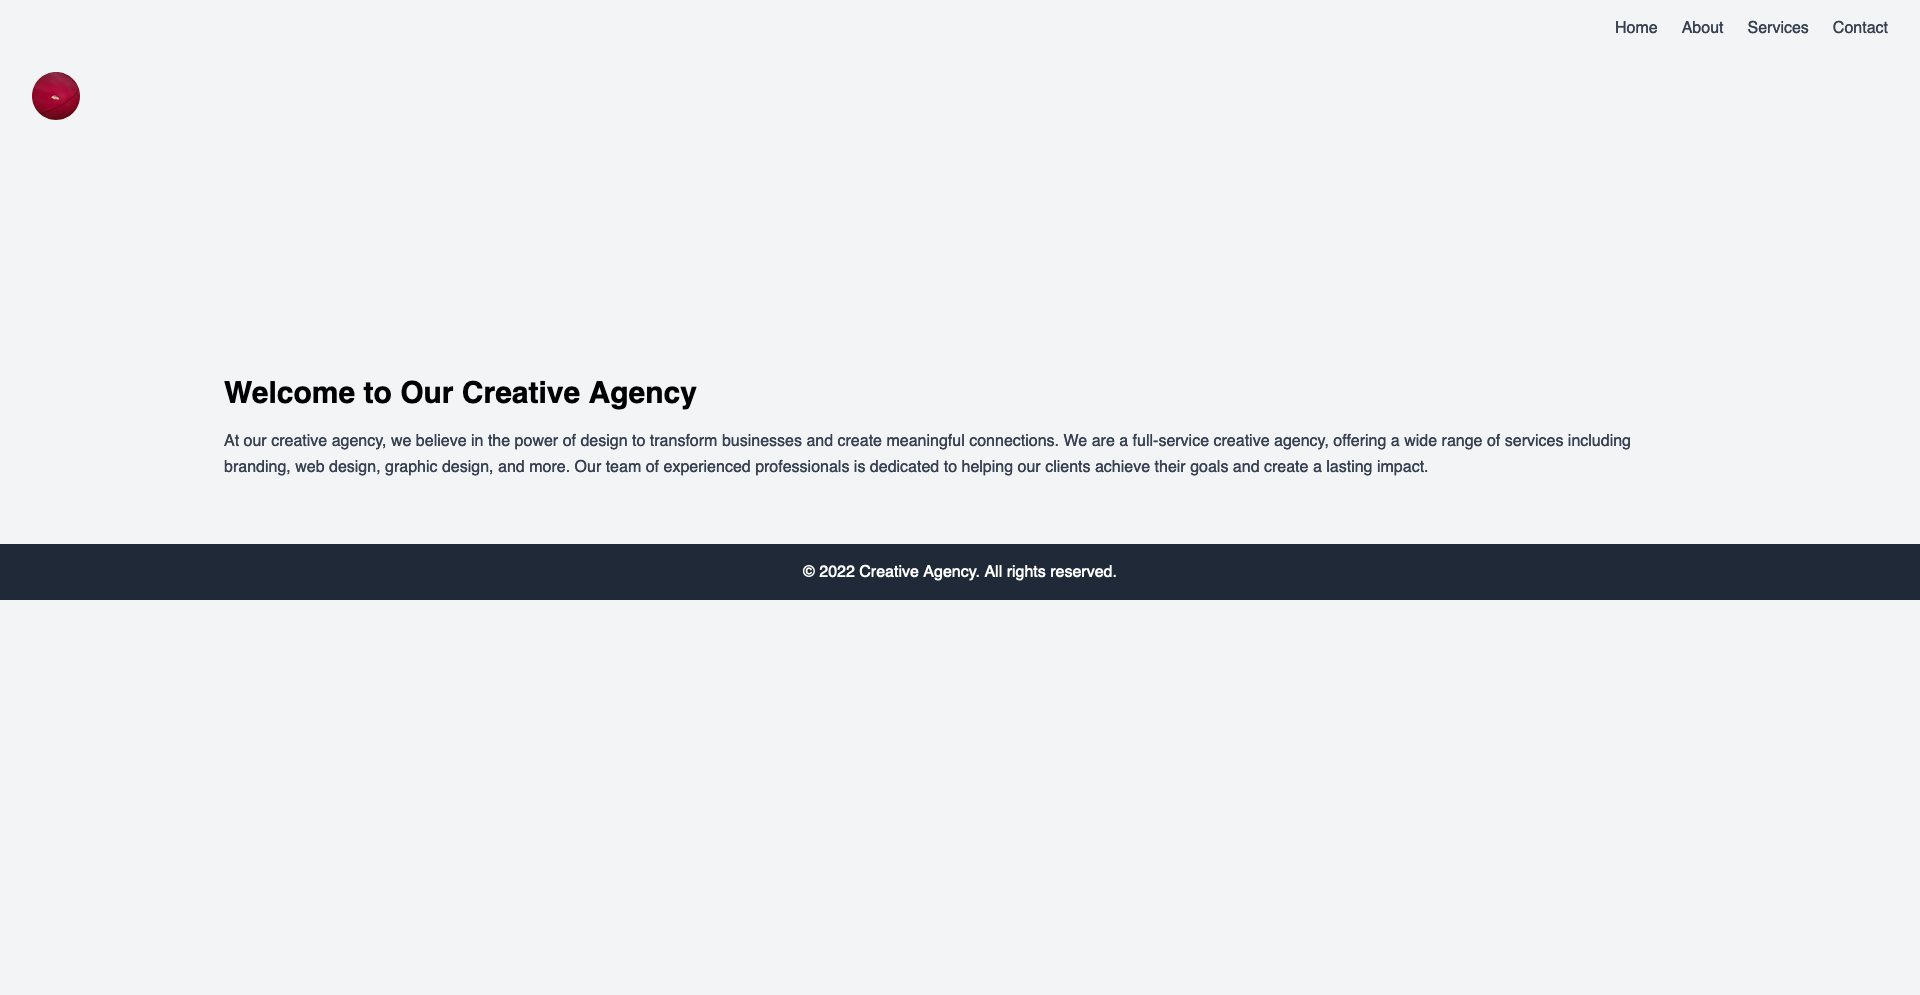 Home About Services Contact
Welcome to Our Creative Agency
At our creative agency, we believe in the power of design to transform businesses and create meaningful connections. We are a full-service creative agency, offering a wide range of services including
branding, web design, graphic design, and more. Our team of experienced professionals is dedicated to helping our clients achieve their goals and create a lasting impact.
© 2022 Creative Agency. All rights reserved.